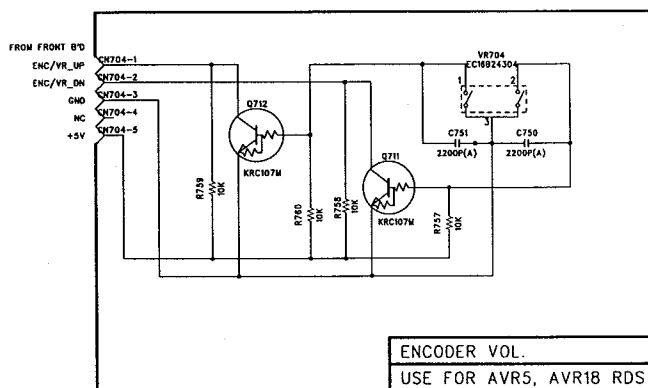 FROM FRONT B'D
ENC/VR_UP CN704-1
ENC/VR_DN CN704-2
GND CN704-3
NC CN704-4
+5V CN704-5
Q712
KRC107M
R759
10K
R760
10K
R758
10K
Q711
KRC107M
R757
10K
VR704
EC16B24304
1
2
3
C751
2200P(A)
C750
2200P(A)
ENCODER VOL.
USE FOR AVR5, AVR18 RDS